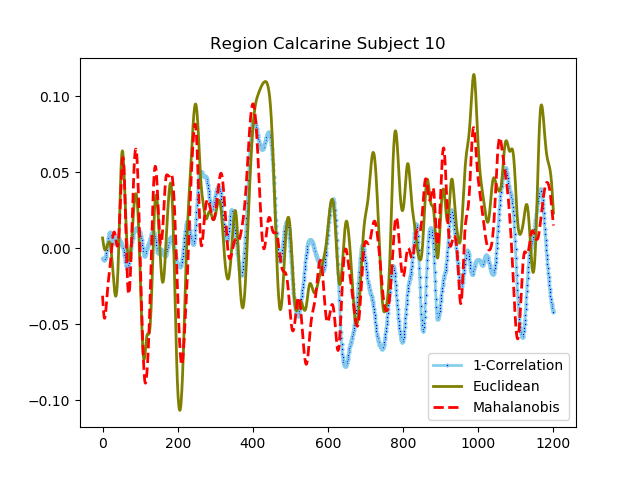 Region Calcarine Subject 10
0.10
0.05
0.00
−0.05
−0.10
0 200 400 600 800 1000 1200
1-Correlation
Euclidean
Mahalanobis